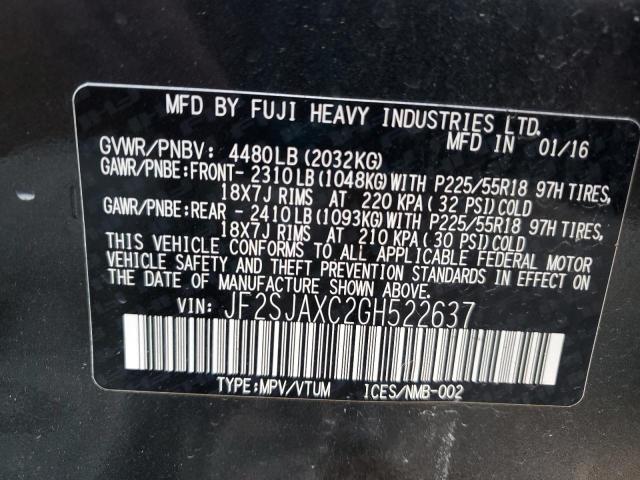 MFD BY FUJI HEAVY INDUSTRIES LTD.
MFD IN 01/16
GVWR/PNBV: 4480LB(2032KG)
GAWR/PNBE:FRONT- 2310LB(1048KG)WITH P225/55R18 97H TIRES,
18X7J RIMS AT 220 KPA(32 PSI)COLD
GAWR/PNBE:REAR - 2410LB(1093KG)WITH P225/55R18 97H TIRES,
18X7J RIMS AT 210 KPA(30 PSI)COLD
THIS VEHICLE CONFORMS TO ALL APPLICABLE FEDERAL MOTOR
VEHICLE SAFETY AND THEFT PREVENTION STANDARDS IN EFFECT ON
THE DATE OF MANUFACTURE SHOWN ABOVE.
VIN: JF2SJAXC2GH522637
TYPE:MPV/VTUM ICES/NMB-002